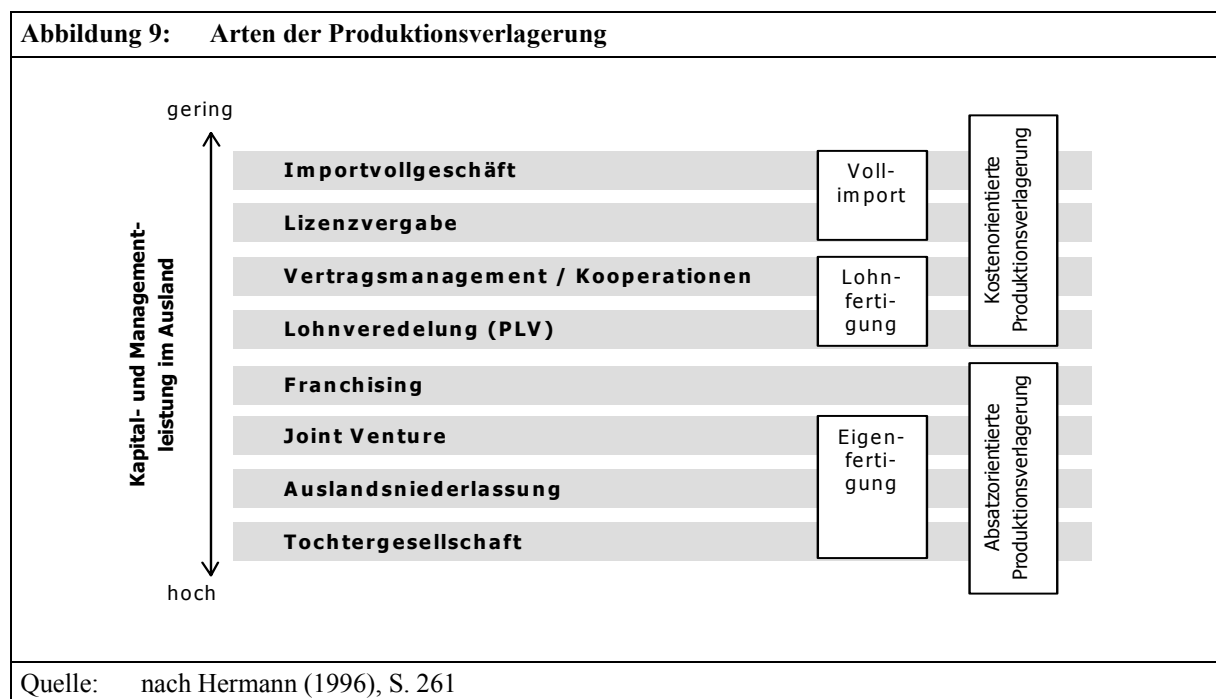 Abbildung 9: Arten der Produktionsverlagerung
gering
Kapital- und Management-
leistung im Ausland
Importvollgeschäft
Lizenzvergabe
Vertragsmanagement / Kooperationen
Lohnveredelung (PLV)
Franchising
Joint Venture
Auslandsniederlassung
Tochtergesellschaft
hoch
Voll-
import
Lohn-
ferti-
gung
Eigen-
ferti-
gung
Kostenorientierte
Produktionsverlagerung
Absatzorientierte
Produktionsverlagerung
Quelle: nach Hermann (1996), S. 261